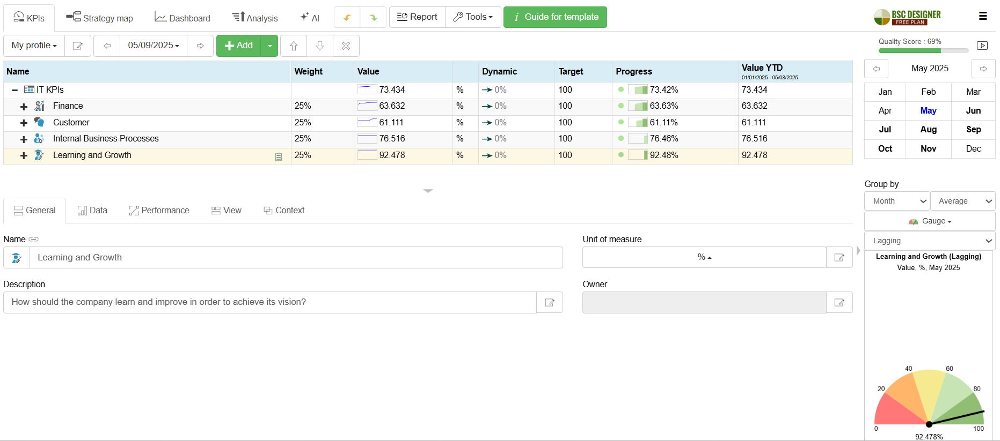 KPIs Strategy map Dashboard Analysis AI Report Tools i Guide for template BSC DESIGNER
FREE PLAN
My profile 05/09/2025 Add Quality Score : 69%
Name Weight Value Dynamic Target Progress Value YTD
01/01/2025 - 05/08/2025
IT KPIs 73.434 % 0% 100 73.42% 73.434
Finance 25% 63.632 % 0% 100 63.63% 63.632
Customer 25% 61.111 % 0% 100 61.11% 61.111
Internal Business Processes 25% 76.516 % 0% 100 76.46% 76.516
Learning and Growth 25% 92.478 % 0% 100 92.48% 92.478
May 2025
Jan Feb Mar
Apr May Jun
Jul Aug Sep
Oct Nov Dec
General Data Performance View Context
Name
Learning and Growth
Unit of measure
%
Description
How should the company learn and improve in order to achieve its vision?
Owner
Group by
Month Average
Gauge
Lagging
Learning and Growth (Lagging)
Value, %, May 2025
40 60
20 80
0 100
92.478%